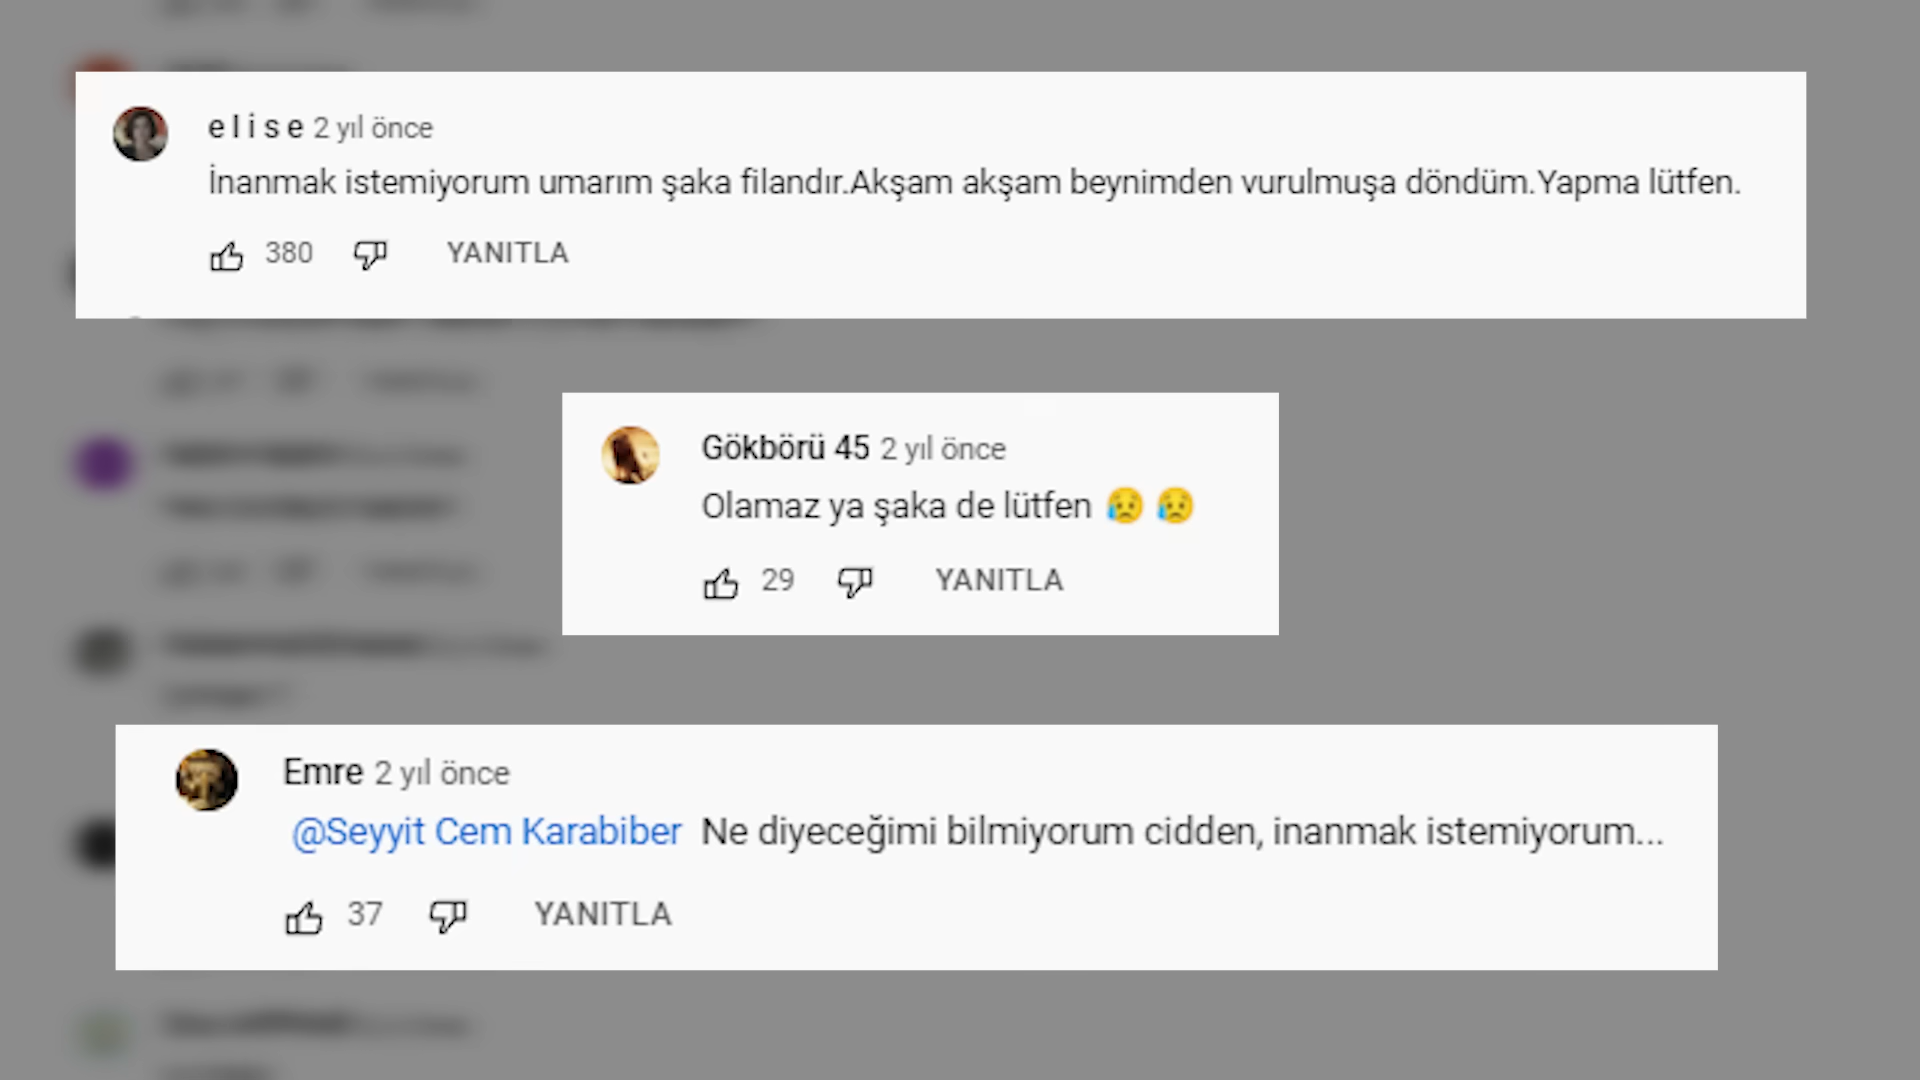 e l i s e 2 yıl önce
İnanmak istemiyorum umarım şaka filandır.Akşam akşam beynimden vurulmuşa döndüm.Yapma lütfen.
380 YANITLA
Gökbörü 45 2 yıl önce
Olamaz ya şaka de lütfen 😥 😥
29 YANITLA
Emre 2 yıl önce
@Seyyit Cem Karabiber Ne diyeceğimi bilmiyorum cidden, inanmak istemiyorum...
37 YANITLA